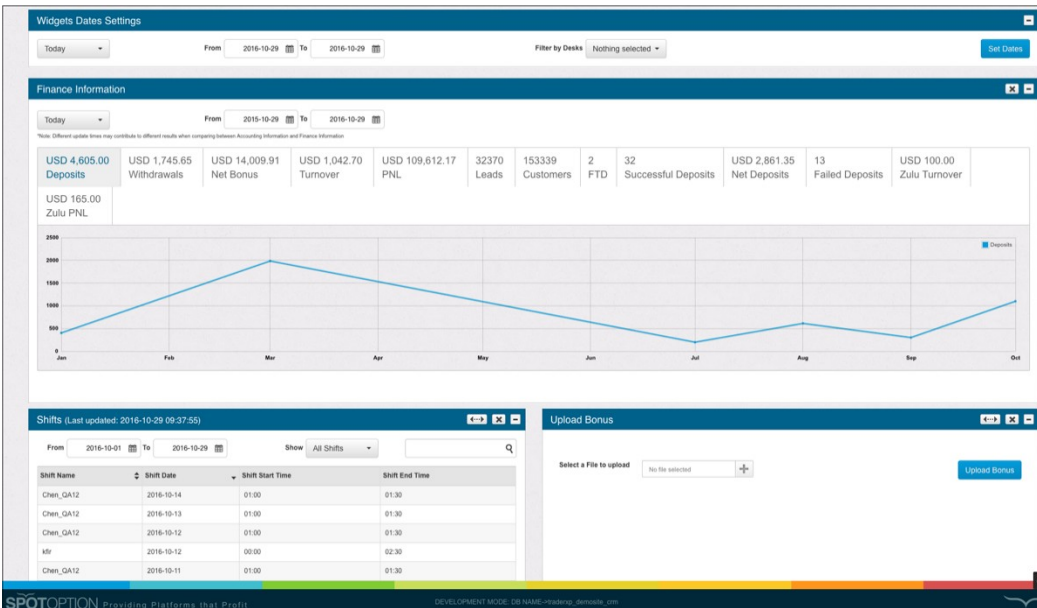 Widgets Dates Settings
Today From 2016-10-29 To 2016-10-29 Filter by Desks Nothing selected Set Dates
Finance Information
Today From 2015-10-29 To 2016-10-29
*Note: Different update times may contribute to different results when comparing between Accounting Information and Finance Information
USD 4,605.00 USD 1,745.65 USD 14,009.91 USD 1,042.70 USD 109,612.17 32370 153339 2 32 USD 2,861.35 13 USD 100.00
Deposits Withdrawals Net Bonus Turnover PNL Leads Customers FTD Successful Deposits Net Deposits Failed Deposits Zulu Turnover
USD 165.00
Zulu PNL
2500
Deposits
2000
1500
1000
500
0
Jan Feb Mar Apr May Jun Jul Aug Sep Oct
Shifts (Last updated: 2016-10-29 09:37:55)
From 2016-10-01 To 2016-10-29 Show All Shifts
Shift Name Shift Date Shift Start Time Shift End Time
Chen_QA12 2016-10-14 01:00 01:30
Chen_QA12 2016-10-13 01:00 01:30
Chen_QA12 2016-10-12 01:00 01:30
kfir 2016-10-12 00:00 02:30
Chen_QA12 2016-10-11 01:00 01:30
Upload Bonus
Select a File to upload No file selected Upload Bonus
SPOTOPTION Providing Platforms that Profit
DEVELOPMENT MODE: DB NAME->traderxp_demosite_crm